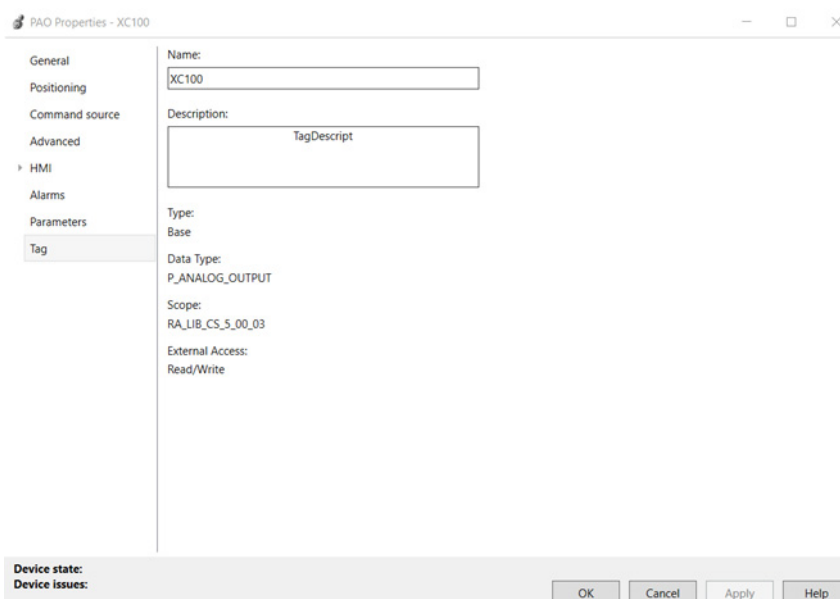 PAO Properties - XC100
General
Positioning
Command source
Advanced
HMI
Alarms
Parameters
Tag
Name:
XC100
Description:
TagDescript
Type:
Base
Data Type:
P_ANALOG_OUTPUT
Scope:
RA_LIB_CS_5_00_03
External Access:
Read/Write
Device state:
Device issues:
OK Cancel Apply Help